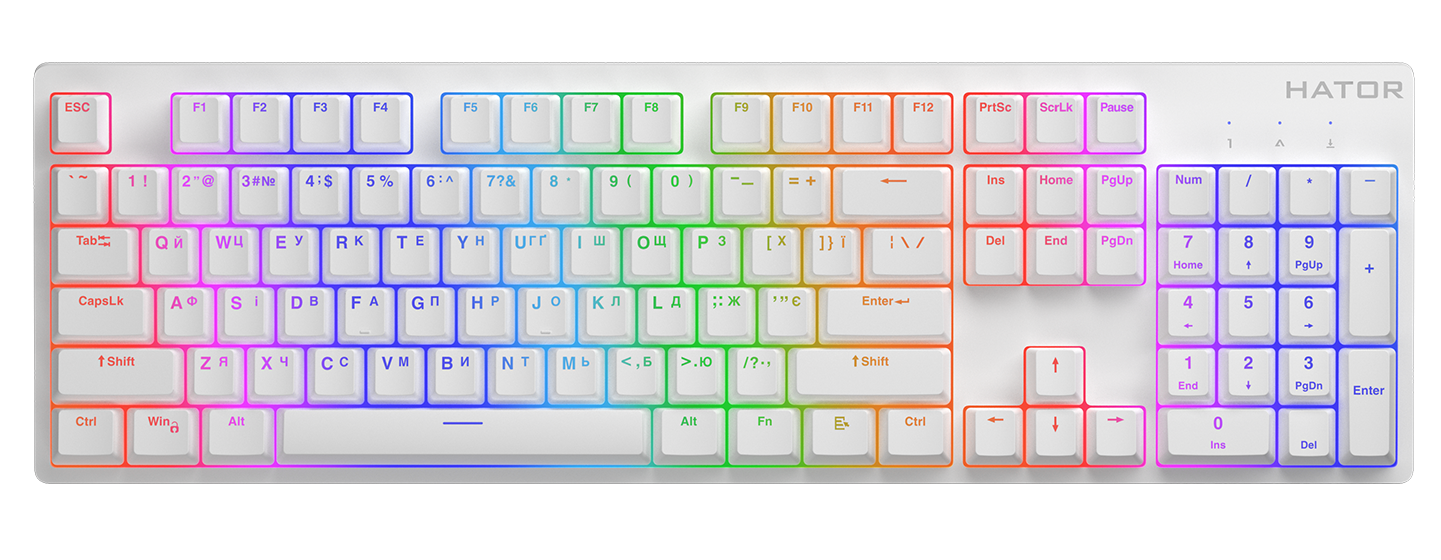 HATOR
ESC F1 F2 F3 F4 F5 F6 F7 F8 F9 F10 F11 F12 PrtSc ScrLk Pause
1 A
` ~ 1 ! 2 " @ 3 # № 4 ; $ 5 % 6 : ^ 7 ? & 8 * 9 ( 0 ) - _ = + ← Ins Home PgUp Num / * −
Tab Q Й W Ц E У R К T Е Y Н U Г Ґ I Ш O Щ P З [ Х ] } Ї ¦ \ / Del End PgDn 7 Home 8 ↑ 9 PgUp +
CapsLk A Ф S і D В F А G П H Р J О K Л L Д ; : Ж ' " Є Enter ↵ 4 ← 5 6 →
↑ Shift Z Я X Ч C С V М B И N Т M Ь < , Б > . Ю / ? . , ↑ Shift ↑ 1 End 2 ↓ 3 PgDn Enter
Ctrl Win Alt — Alt Fn Ctrl ← ↓ → 0 Ins Del